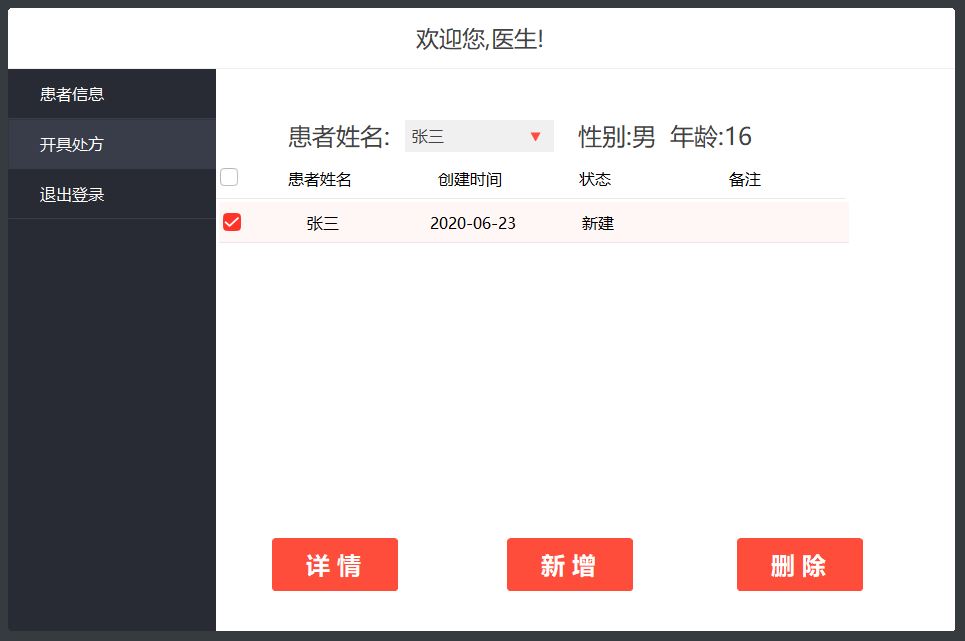 欢迎您,医生!
患者信息
开具处方
退出登录
患者姓名: 张三 ▼ 性别:男 年龄:16
患者姓名 创建时间 状态 备注
张三 2020-06-23 新建
详 情 新 增 删 除